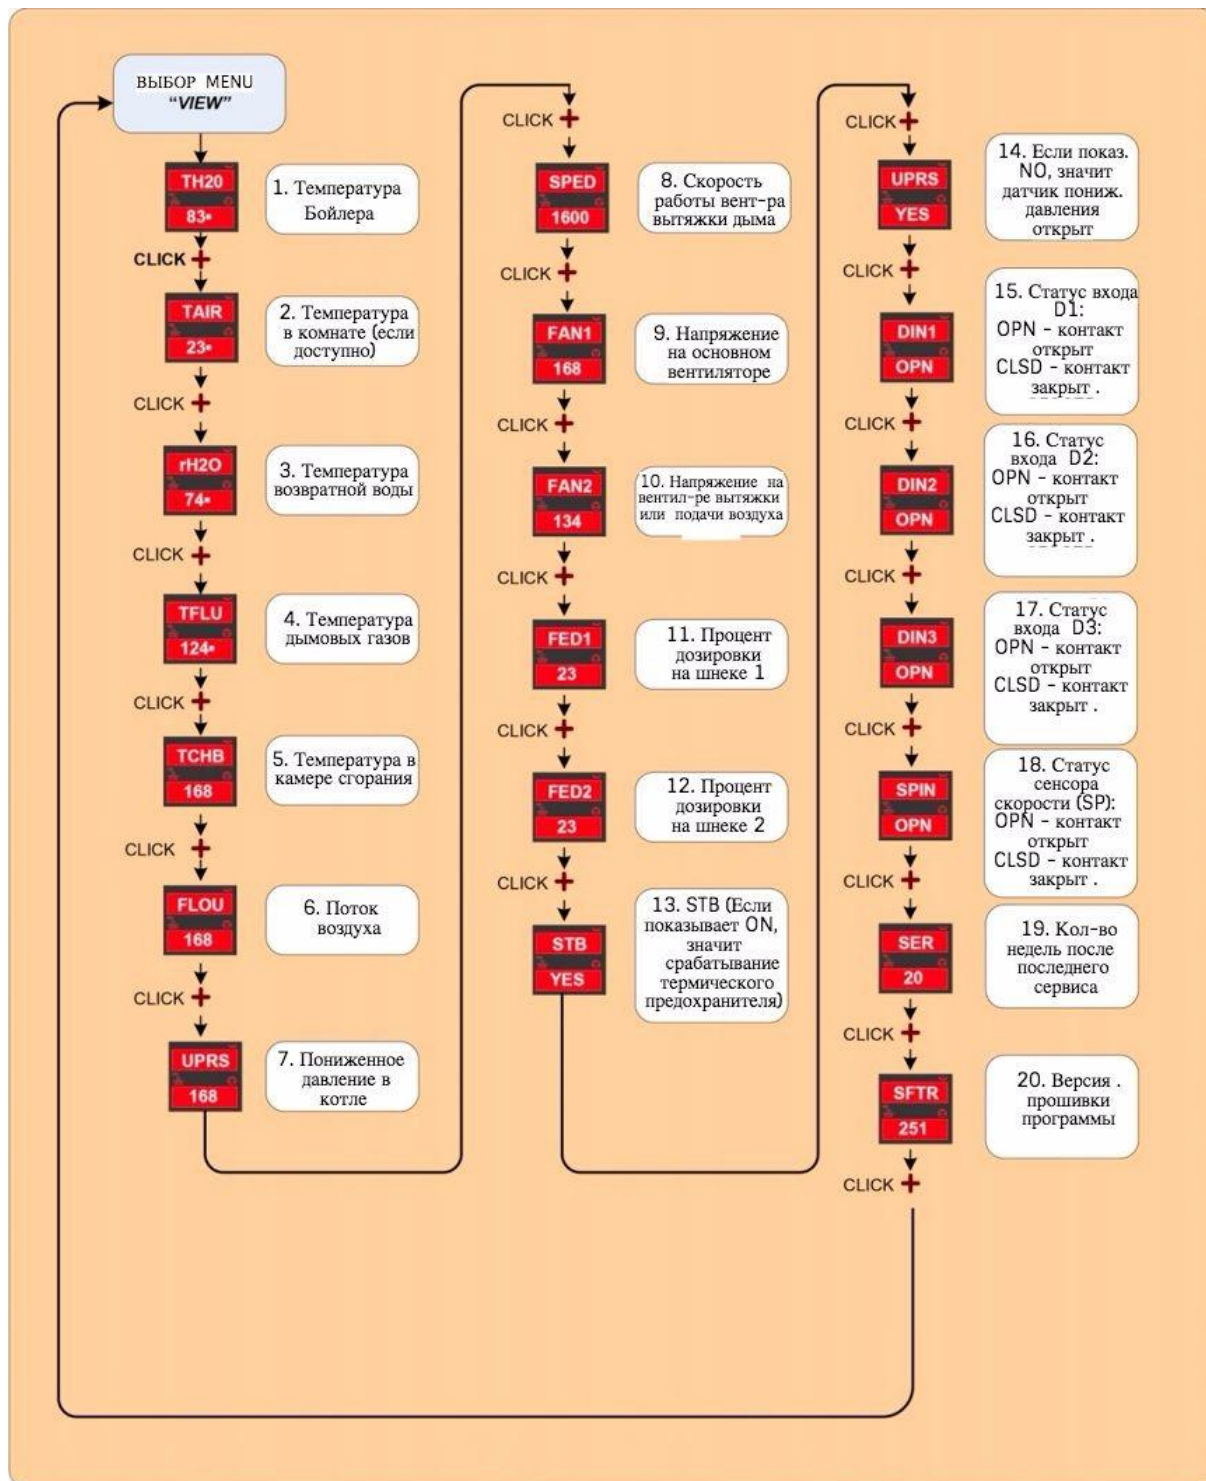 ВЫБОР MENU
"VIEW"
TH20
83
1. Температура
Бойлера
CLICK +
TAIR
23
2. Температура
в комнате (если
доступно)
CLICK +
rH2O
74
3. Температура
возвратной воды
CLICK +
TFLU
124
4. Температура
дымовых газов
CLICK +
TCHB
168
5. Температура в
камере сгорания
CLICK +
FLOU
168
6. Поток
воздуха
CLICK +
UPRS
168
7. Пониженное
давление в
котле
CLICK +
SPED
1600
8. Скорость
работы вент-ра
вытяжки дыма
CLICK +
FAN1
168
9. Напряжение
на основном
вентиляторе
CLICK +
FAN2
134
10. Напряжение на
вентил-ре вытяжки
или подачи воздуха
CLICK +
FED1
23
11. Процент
дозировки
на шнеке 1
CLICK +
FED2
23
12. Процент
дозировки
на шнеке 2
CLICK +
STB
YES
13. STB (Если
показывает ON,
значит
срабатывание
термического
предохранителя)
CLICK +
UPRS
YES
14. Если показ.
NO, значит
датчик пониж.
давления
открыт
CLICK +
DIN1
OPN
15. Статус входа
D1:
OPN - контакт
открыт
CLSD - контакт
закрыт .
CLICK +
DIN2
OPN
16. Статус
входа D2:
OPN - контакт
открыт
CLSD - контакт
закрыт .
CLICK +
DIN3
OPN
17. Статус
входа D3:
OPN - контакт
открыт
CLSD - контакт
закрыт .
CLICK +
SPIN
OPN
18. Статус
сенсора
скорости (SP):
OPN - контакт
открыт
CLSD - контакт
закрыт .
CLICK +
SER
20
19. Кол-во
недель после
последнего
сервиса
CLICK +
SFTR
251
20. Версия .
прошивки
программы
CLICK +